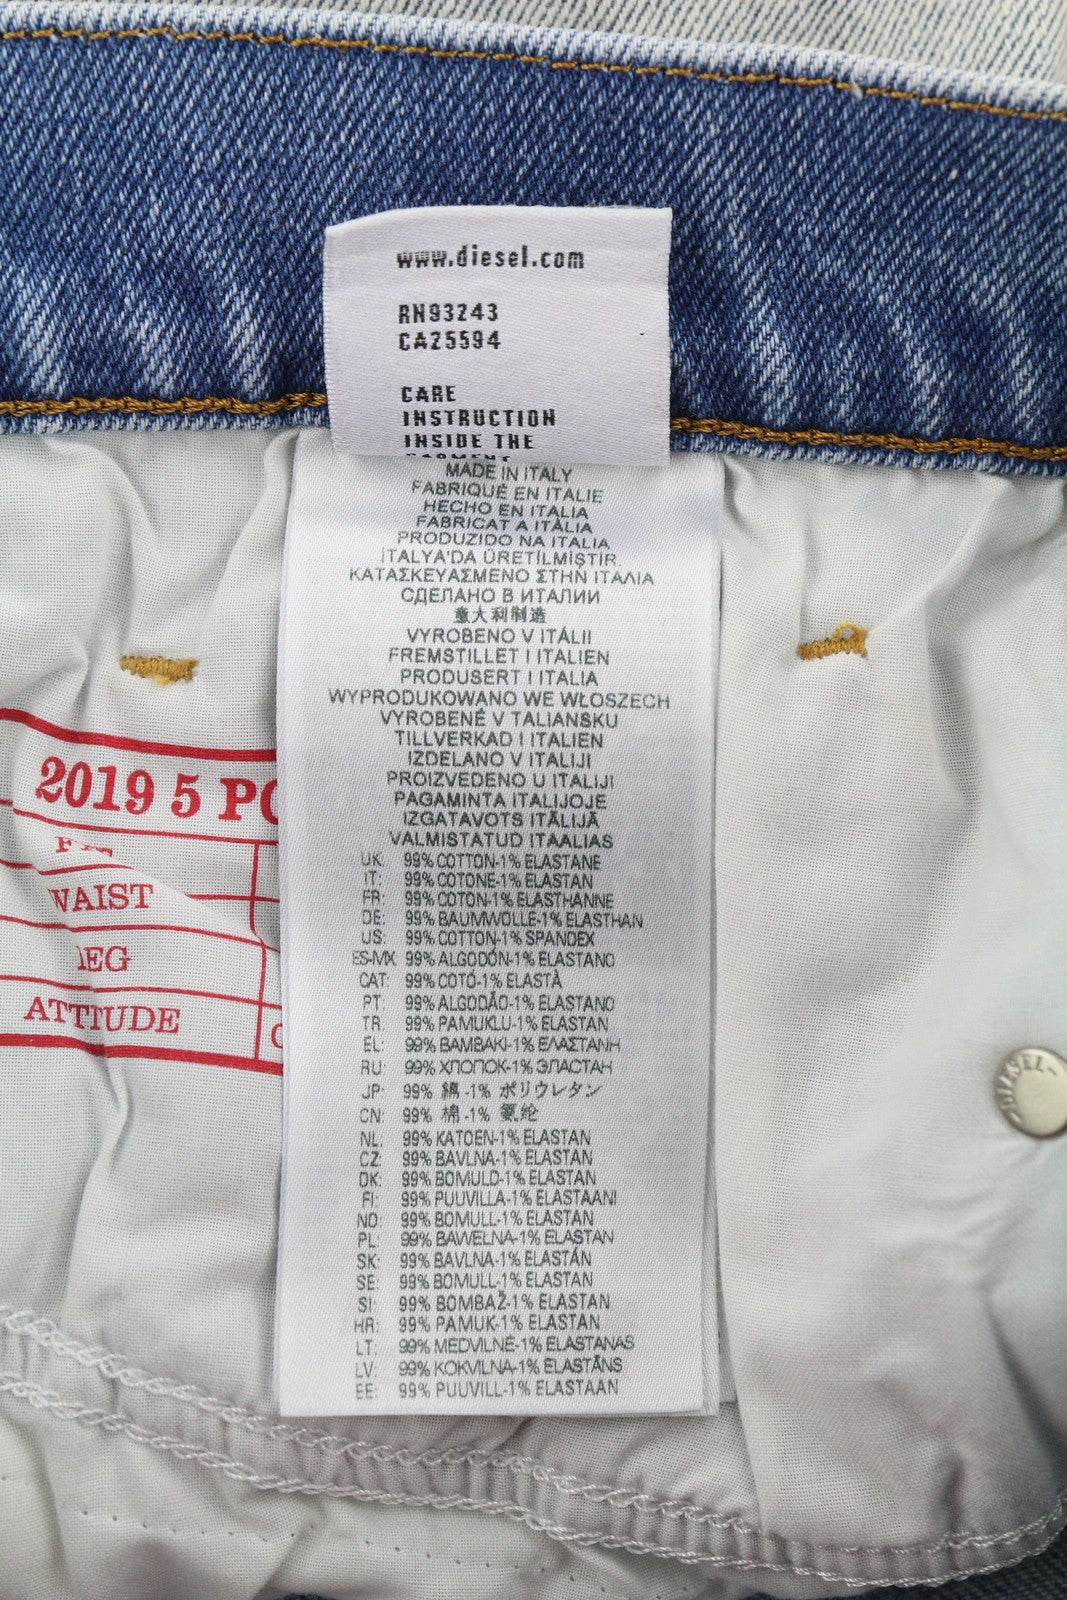 www.diesel.com
RN93243
CA25594
CARE
INSTRUCTION
INSIDE THE
GARMENT
MADE IN ITALY
FABRIQUÉ EN ITALIE
HECHO EN ITALIA
FABRICAT A ITÀLIA
PRODUZIDO NA ITALIA
İTALYA'DA ÜRETİLMİŞTİR.
ΚΑΤΑΣΚΕΥΑΣΜΕΝΟ ΣΤΗΝ ΙΤΑΛΙΑ
СДЕЛАНО В ИТАЛИИ
意大利制造
VYROBENO V ITÁLII
FREMSTILLET I ITALIEN
PRODUSERT I ITALIA
WYPRODUKOWANO WE WŁOSZECH
VYROBENÉ V TALIANSKU
TILLVERKAD I ITALIEN
IZDELANO V ITALIJI
PROIZVEDENO U ITALIJI
PAGAMINTA ITALIJOJE
IZGATAVOTS ITĀLIJĀ
VALMISTATUD ITAALIAS
UK: 99% COTTON-1% ELASTANE
IT: 99% COTONE-1% ELASTAN
FR: 99% COTON-1% ELASTHANNE
DE: 99% BAUMWOLLE-1% ELASTHAN
US: 99% COTTON-1% SPANDEX
ES-MX 99% ALGODÓN-1% ELASTANO
CAT: 99% COTÓ-1% ELASTÀ
PT: 99% ALGODÃO-1% ELASTANO
TR: 99% PAMUKLU-1% ELASTAN
EL: 99% ΒΑΜΒΑΚΙ-1% ΕΛΑΣΤΑΝΗ
RU: 99% ХЛОПОК-1% ЭЛАСТАН
JP: 99% 綿 -1% ポリウレタン
CN: 99% 棉 -1% 氨纶
NL: 99% KATOEN-1% ELASTAN
CZ: 99% BAVLNA-1% ELASTAN
DK: 99% BOMULD-1% ELASTAN
FI: 99% PUUVILLA-1% ELASTAANI
NO: 99% BOMULL-1% ELASTAN
PL: 99% BAWEŁNA-1% ELASTAN
SK: 99% BAVLNA-1% ELASTÁN
SE: 99% BOMULL-1% ELASTAN
SI: 99% BOMBAŽ-1% ELASTAN
HR: 99% PAMUK-1% ELASTAN
LT: 99% MEDVILNĖ-1% ELASTANAS
LV: 99% KOKVILNA-1% ELASTĀNS
EE: 99% PUUVILL-1% ELASTAAN
2019 5 PO
WAIST
LEG
ATTITUDE
DIESEL